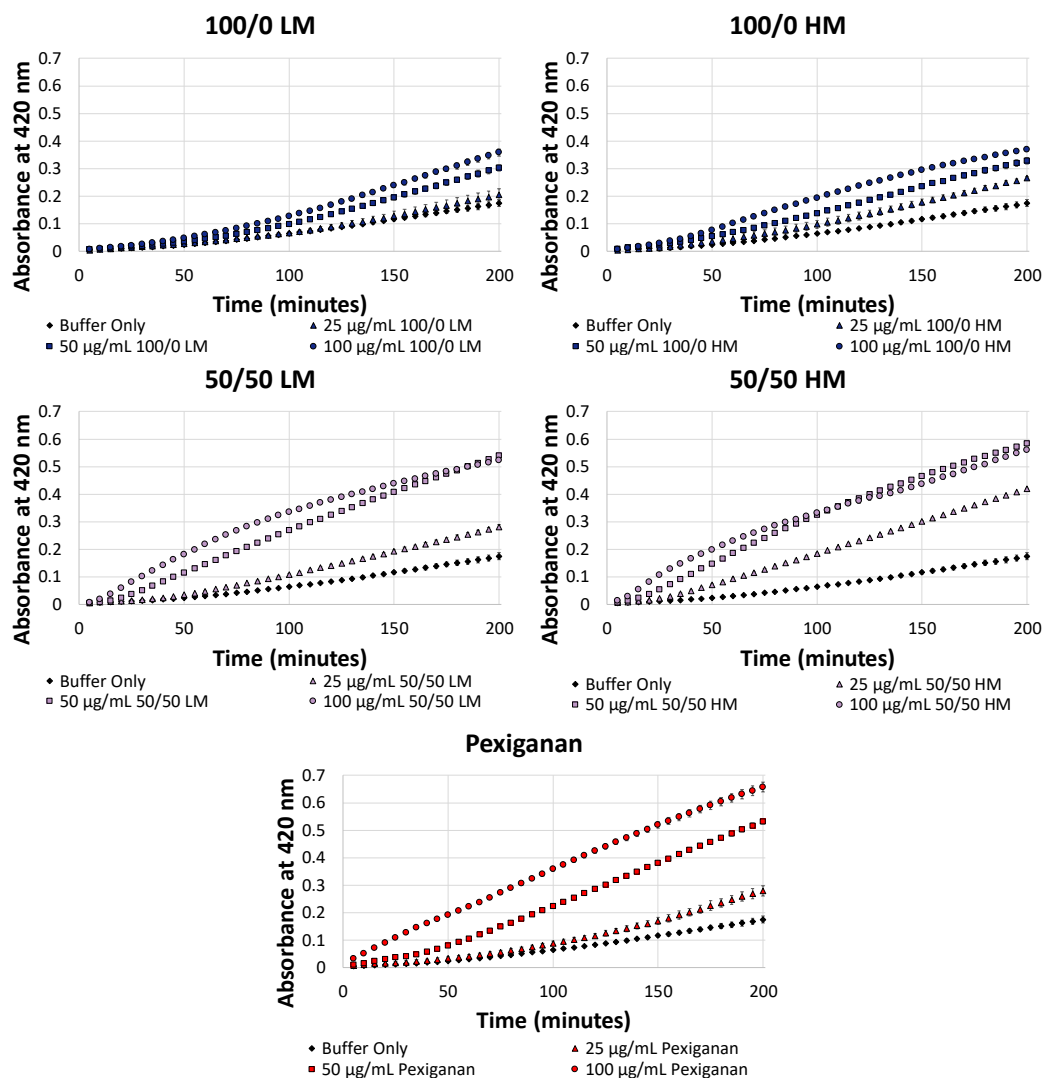 100/0 LM
Absorbance at 420 nm
0.7
0.6
0.5
0.4
0.3
0.2
0.1
0
0 50 100 150 200
Time (minutes)
Buffer Only 25 µg/mL 100/0 LM
50 µg/mL 100/0 LM 100 µg/mL 100/0 LM
100/0 HM
Absorbance at 420 nm
0.7
0.6
0.5
0.4
0.3
0.2
0.1
0
0 50 100 150 200
Time (minutes)
Buffer Only 25 µg/mL 100/0 HM
50 µg/mL 100/0 HM 100 µg/mL 100/0 HM
50/50 LM
Absorbance at 420 nm
0.7
0.6
0.5
0.4
0.3
0.2
0.1
0
0 50 100 150 200
Time (minutes)
Buffer Only 25 µg/mL 50/50 LM
50 µg/mL 50/50 LM 100 µg/mL 50/50 LM
50/50 HM
Absorbance at 420 nm
0.7
0.6
0.5
0.4
0.3
0.2
0.1
0
0 50 100 150 200
Time (minutes)
Buffer Only 25 µg/mL 50/50 HM
50 µg/mL 50/50 HM 100 µg/mL 50/50 HM
Pexiganan
Absorbance at 420 nm
0.7
0.6
0.5
0.4
0.3
0.2
0.1
0
0 50 100 150 200
Time (minutes)
Buffer Only 25 µg/mL Pexiganan
50 µg/mL Pexiganan 100 µg/mL Pexiganan